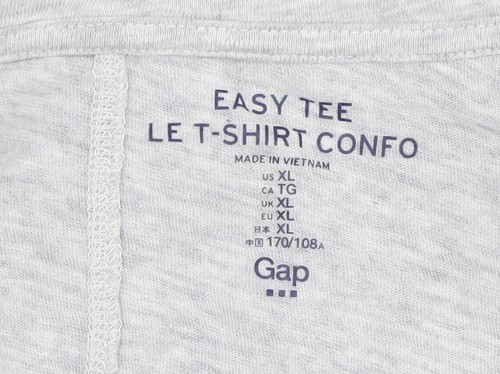 EASY TEE
LE T-SHIRT CONFO
MADE IN VIETNAM
US XL
CA TG
UK XL
EU XL
日本 XL
中国 170/108A
Gap